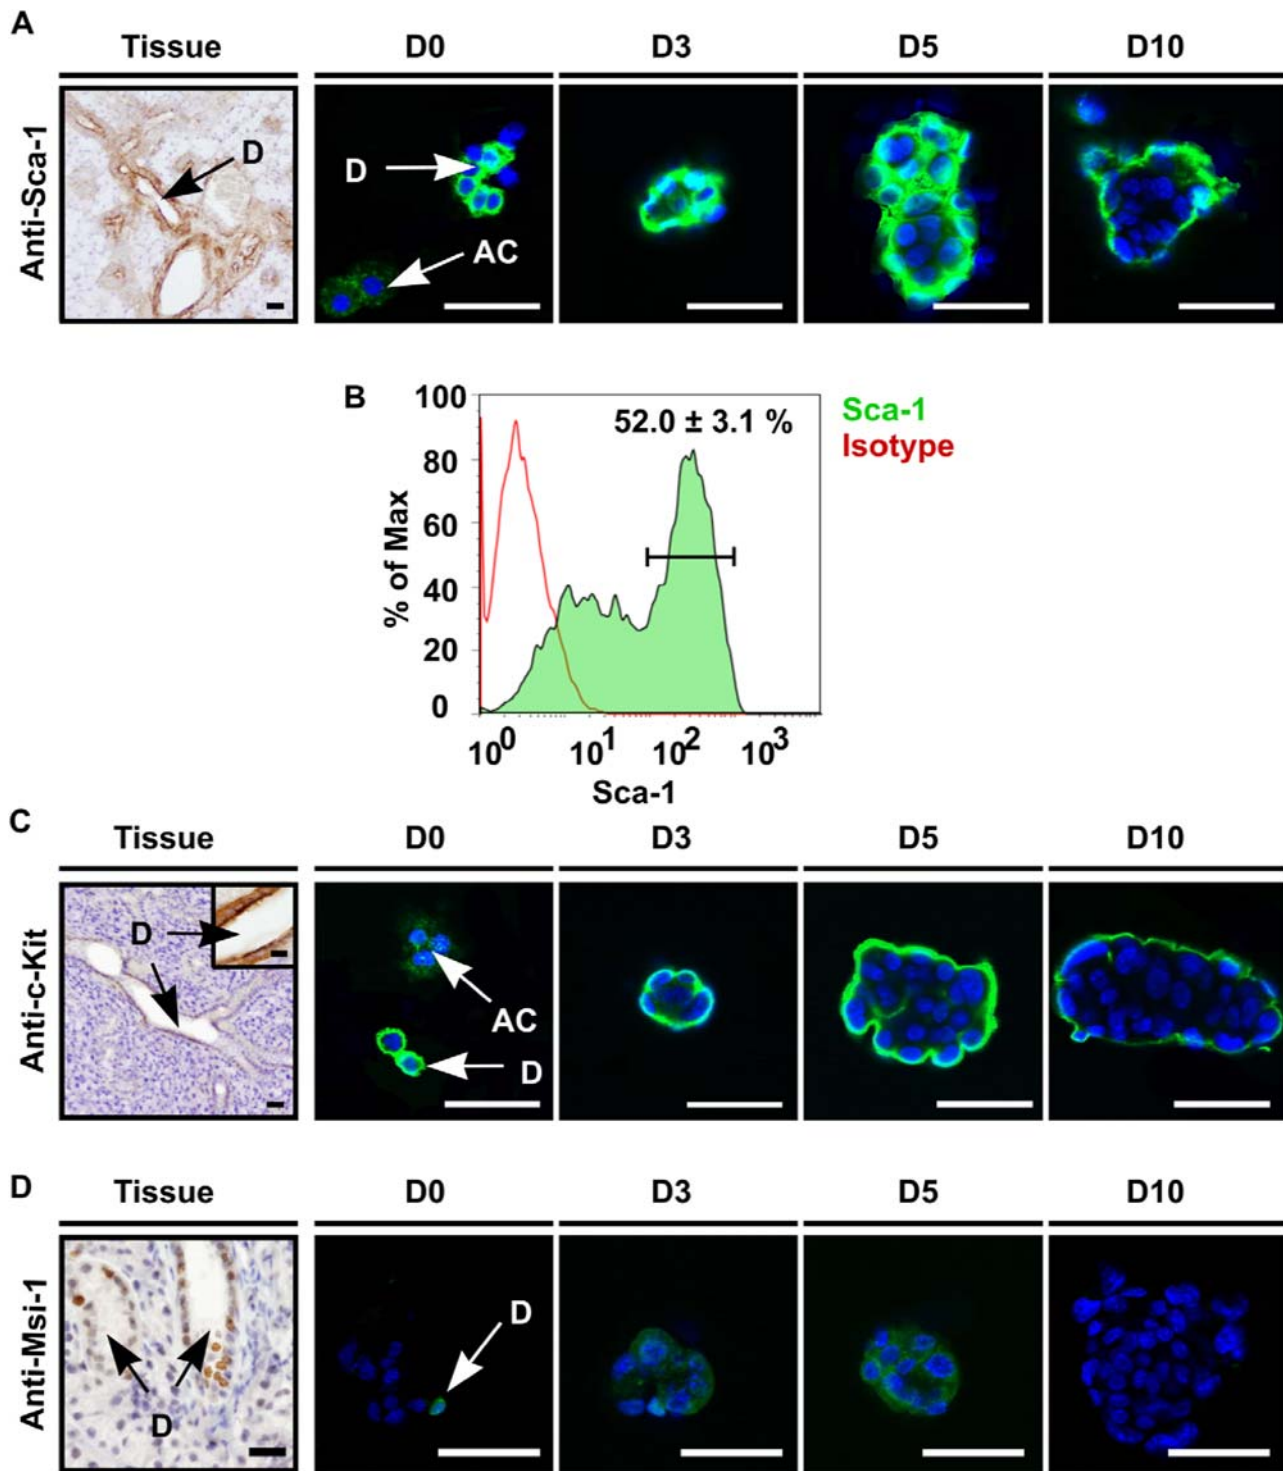 A
Tissue D0 D3 D5 D10
Anti-Sca-1
D
D
AC
B
100
80
60
40
20
0
% of Max
52.0 ± 3.1 %
Sca-1
Isotype
10^0 10^1 10^2 10^3
Sca-1
C
Tissue D0 D3 D5 D10
Anti-c-Kit
D
AC
D
D
Tissue D0 D3 D5 D10
Anti-Msi-1
D
D